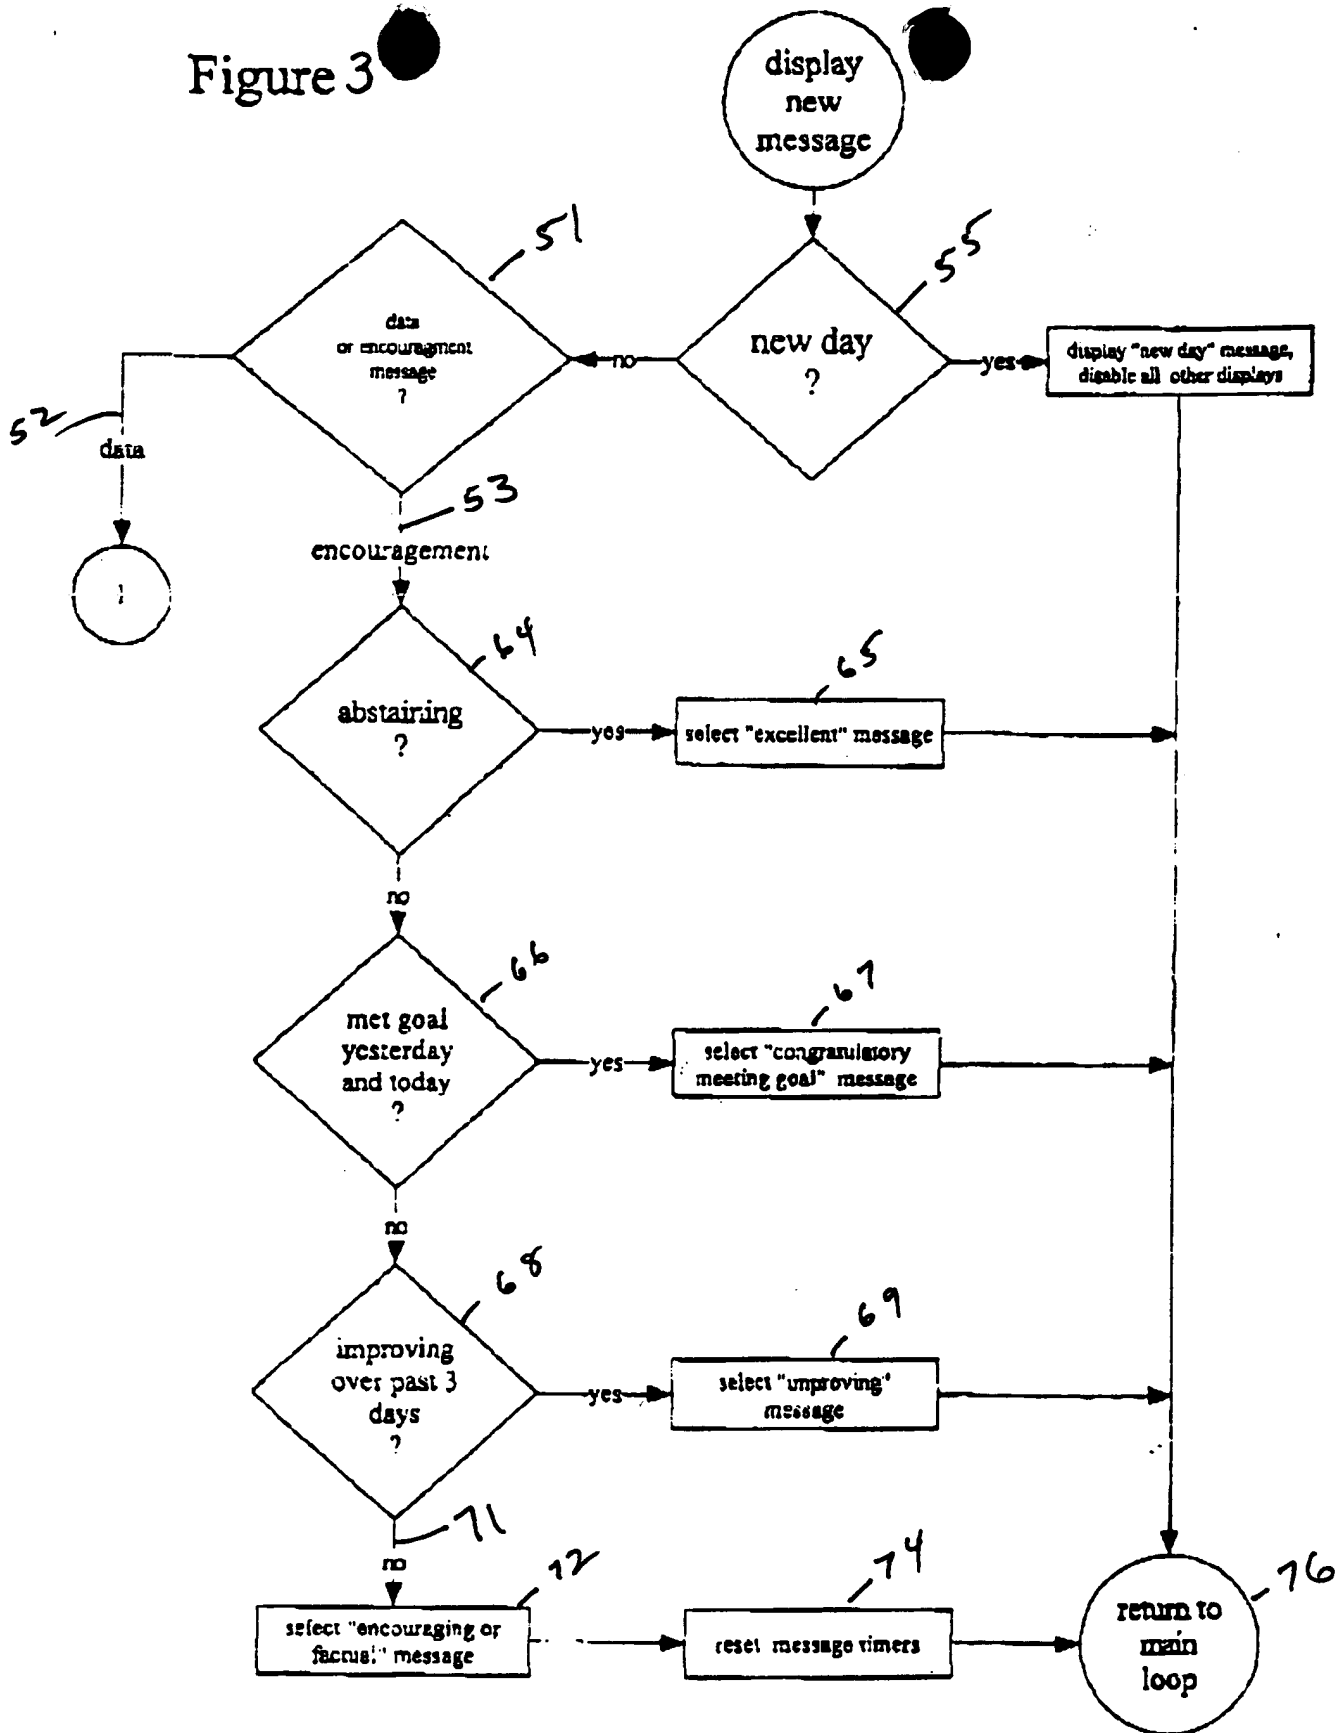 Figure 3
display
new
message
51
55
data
or encouragment
message
?
no
new day
?
yes
display "new day" message,
disable all other displays
52
data
53
encouragement
1
64
abstaining
?
yes
65
select "excellent" message
no
66
met goal
yesterday
and today
?
yes
67
select "congratulatory
meeting goal" message
no
68
improving
over past 3
days
?
yes
69
select "improving"
message
71
no
72
select "encouraging or
factual" message
74
reset message timers
76
return to
main
loop